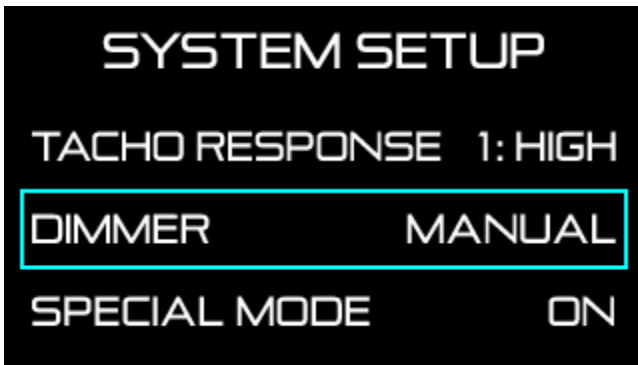 SYSTEM SETUP
TACHO RESPONSE 1: HIGH
DIMMER MANUAL
SPECIAL MODE ON